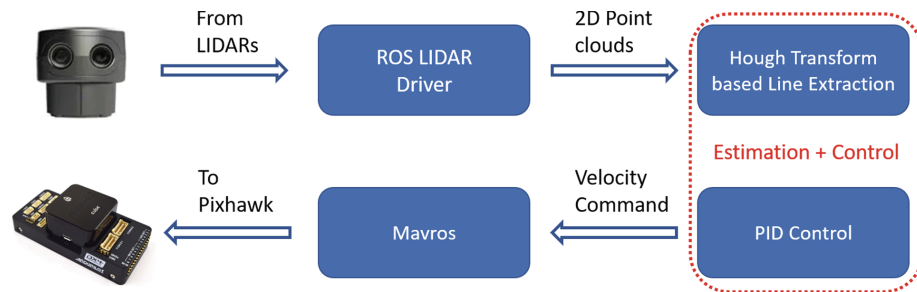 From
LIDARs
ROS LIDAR
Driver
2D Point
clouds
Hough Transform
based Line Extraction
Estimation + Control
To
Pixhawk
Mavros
Velocity
Command
PID Control